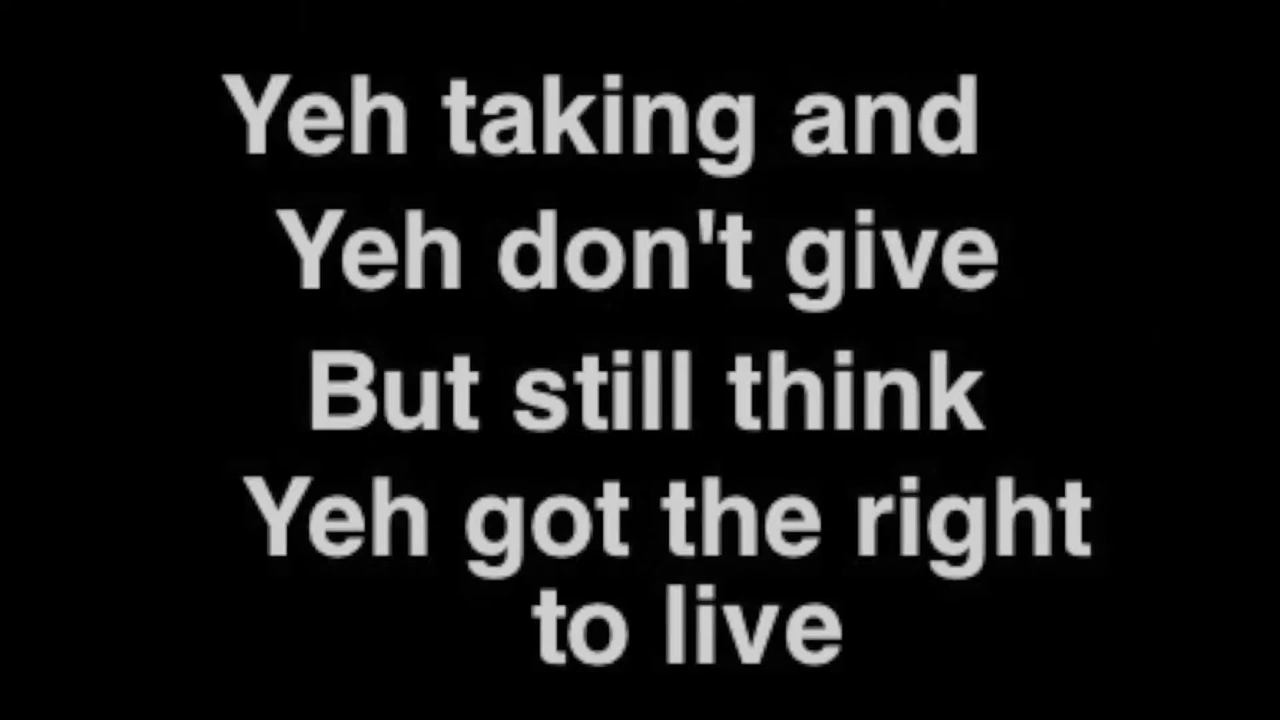 Yeh taking and
Yeh don't give
But still think
Yeh got the right
to live